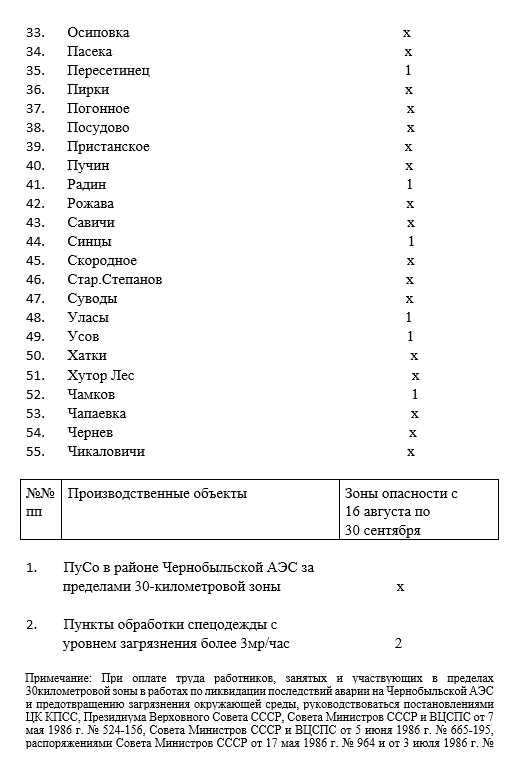 33. Осиповка х
34. Пасека х
35. Пересетинец 1
36. Пирки х
37. Погонное х
38. Посудово х
39. Пристанское х
40. Пучин х
41. Радин 1
42. Рожава х
43. Савичи х
44. Синцы 1
45. Скородное х
46. Стар.Степанов х
47. Суводы х
48. Уласы 1
49. Усов 1
50. Хатки х
51. Хутор Лес х
52. Чамков 1
53. Чапаевка х
54. Чернев х
55. Чикаловичи х
№№ Производственные объекты Зоны опасности с
пп 16 августа по
30 сентября
1. ПуСо в районе Чернобыльской АЭС за
пределами 30-километровой зоны х
2. Пункты обработки спецодежды с
уровнем загрязнения более 3мр/час 2
Примечание: При оплате труда работников, занятых и участвующих в пределах
30километровой зоны в работах по ликвидации последствий аварии на Чернобыльской АЭС
и предотвращению загрязнения окружающей среды, руководствоваться постановлениями
ЦК КПСС, Президиума Верховного Совета СССР, Совета Министров СССР и ВЦСПС от 7
мая 1986 г. № 524-156, Совета Министров СССР и ВЦСПС от 5 июня 1986 г. № 665-195,
распоряжениями Совета Министров СССР от 17 мая 1986 г. № 964 и от 3 июля 1986 г. №